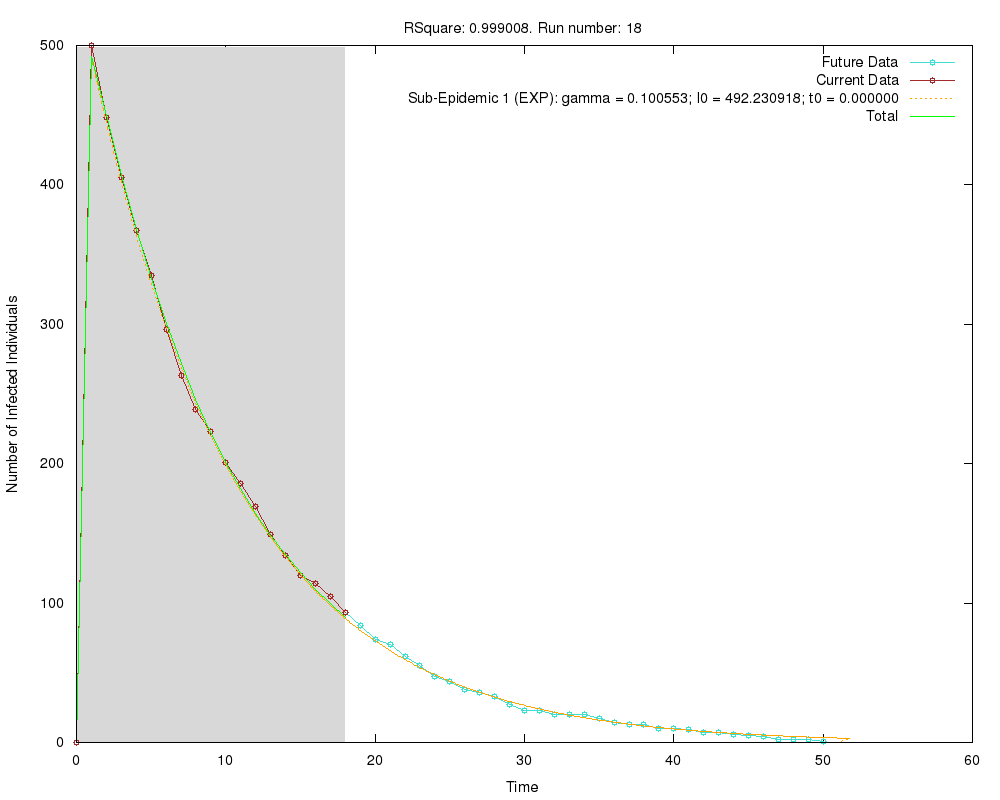 RSquare: 0.999008. Run number: 18
Future Data
Current Data
Sub-Epidemic 1 (EXP): gamma = 0.100553; I0 = 492.230918; t0 = 0.000000
Total
Number of Infected Individuals
500
400
300
200
100
0
0 10 20 30 40 50 60
Time